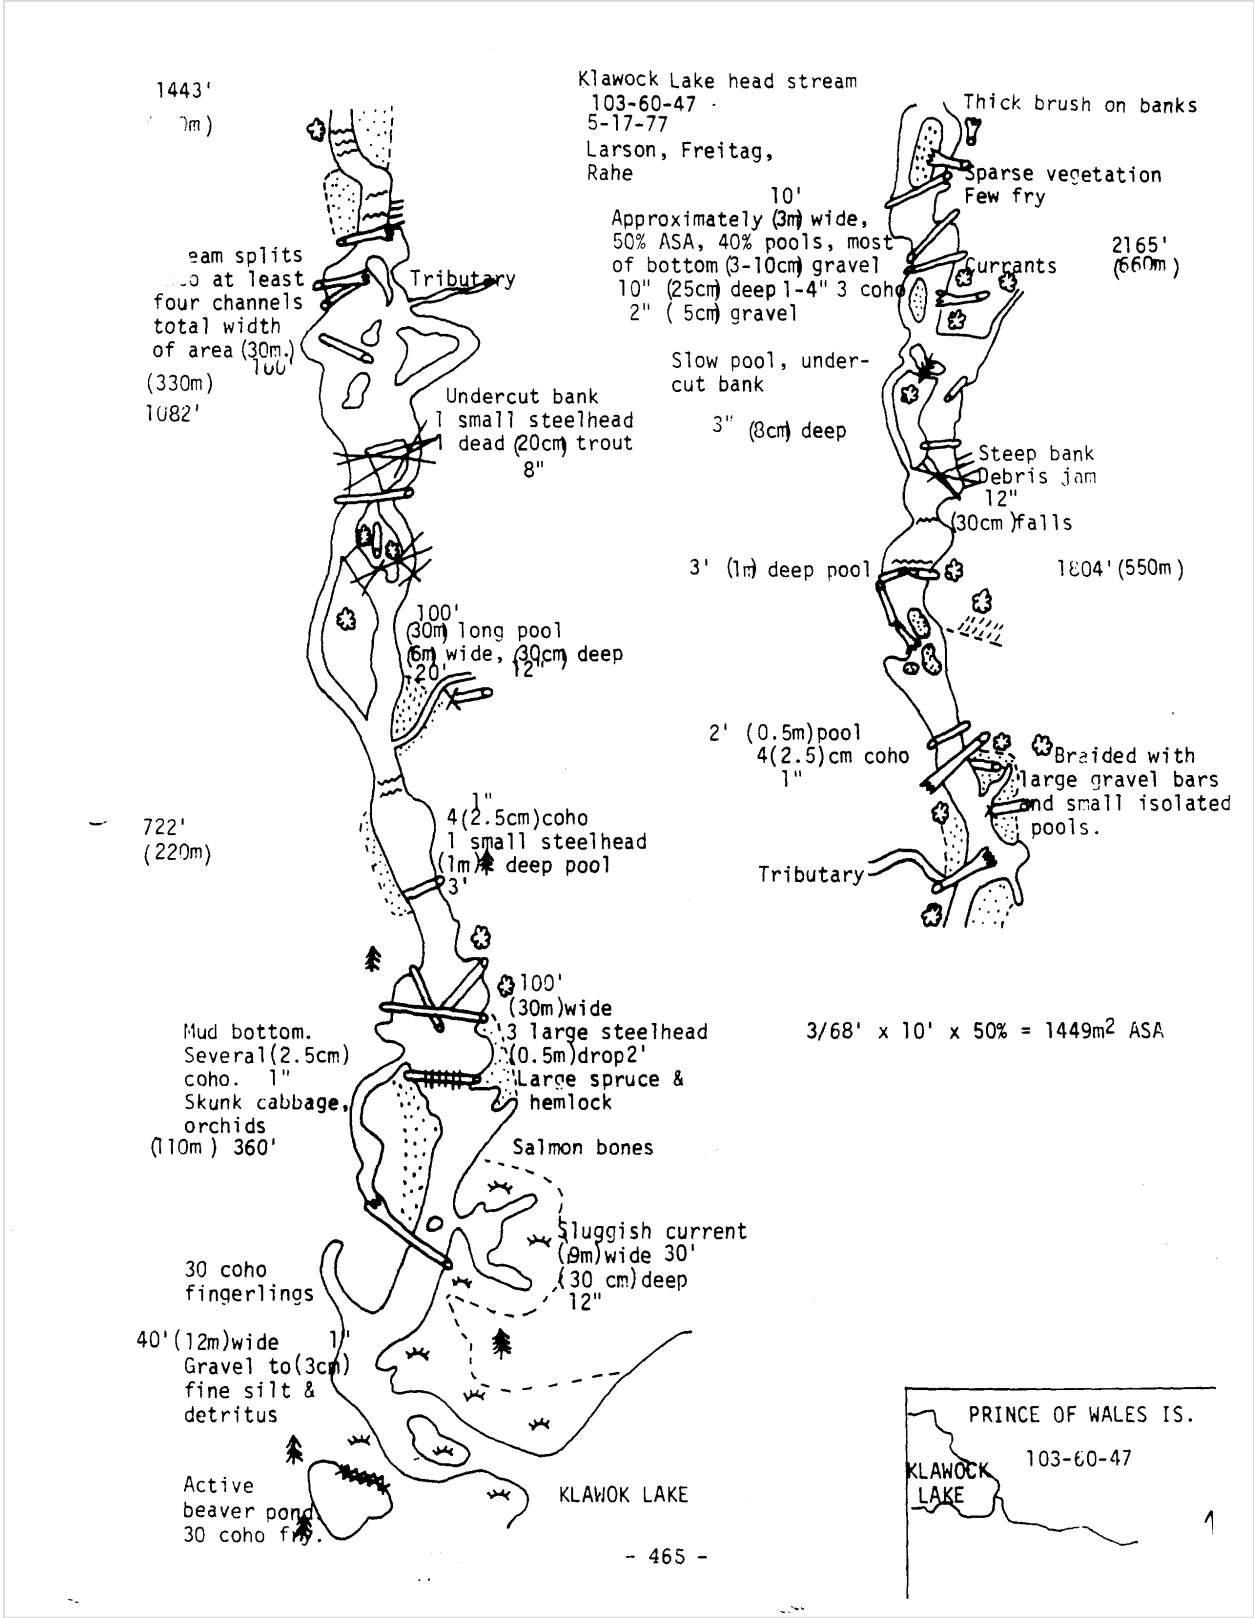 1443'
m)
eam splits
at least
four channels
total width
of area (30m.)
100'
(330m)
1082'
Tributary
Undercut bank
1 small steelhead
1 dead (20cm) trout
8"
100'
(30m) long pool
(6m) wide, (30cm) deep
20' 12"
722'
(220m)
1"
4(2.5cm)coho
1 small steelhead
(1m) deep pool
3'
100'
(30m)wide
3 large steelhead
(0.5m)drop2'
Large spruce &
hemlock
Mud bottom.
Several(2.5cm)
coho. 1"
Skunk cabbage,
orchids
(110m) 360'
Salmon bones
Sluggish current
(9m)wide 30'
(30 cm)deep
12"
30 coho
fingerlings
40'(12m)wide 1'
Gravel to(3cm)
fine silt &
detritus
Active
beaver pond.
30 coho fry.
KLAWOK LAKE
Klawock Lake head stream
103-60-47
5-17-77
Larson, Freitag,
Rahe
10'
Approximately (3m) wide,
50% ASA, 40% pools, most
of bottom (3-10cm) gravel
10" (25cm) deep 1-4" 3 coho
2" ( 5cm) gravel
Slow pool, under-
cut bank
3" (8cm) deep
3' (1m) deep pool
2' (0.5m)pool
4(2.5)cm coho
1"
Tributary
Thick brush on banks
Sparse vegetation
Few fry
2165'
(660m)
Currants
Steep bank
Debris jam
12"
(30cm)falls
1804'(550m)
Braided with
large gravel bars
and small isolated
pools.
3/68' x 10' x 50% = 1449m² ASA
PRINCE OF WALES IS.
103-60-47
KLAWOCK
LAKE
- 465 -